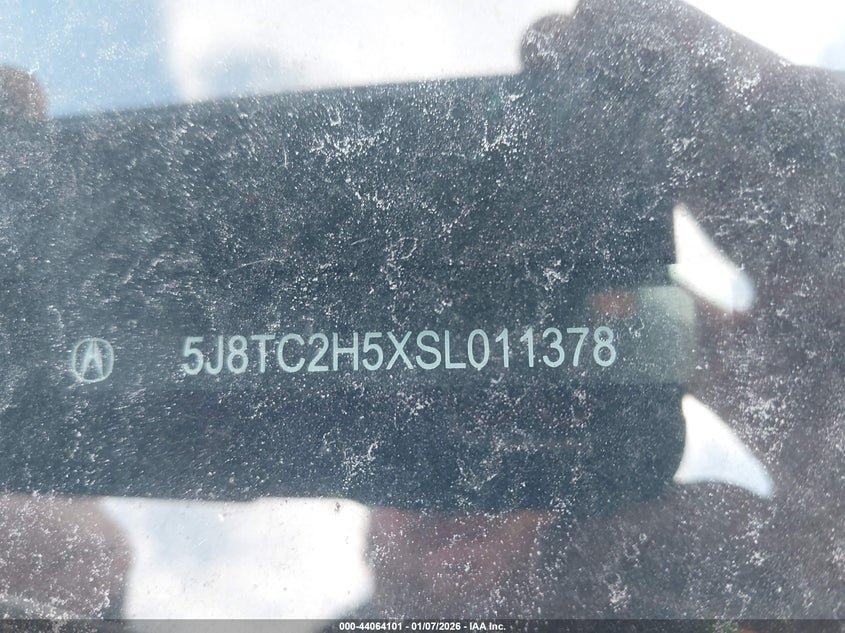 5J8TC2H5XSL011378
000-44064101 - 01/07/2026 - IAA Inc.